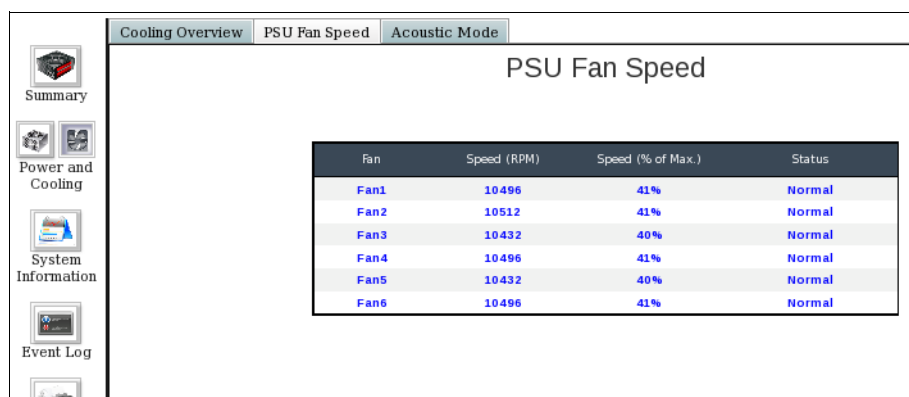 Cooling Overview PSU Fan Speed Acoustic Mode
PSU Fan Speed
Summary
Power and
Cooling
System
Information
Event Log
Fan Speed (RPM) Speed (% of Max.) Status
Fan1 10496 41% Normal
Fan2 10512 41% Normal
Fan3 10432 40% Normal
Fan4 10496 41% Normal
Fan5 10432 40% Normal
Fan6 10496 41% Normal